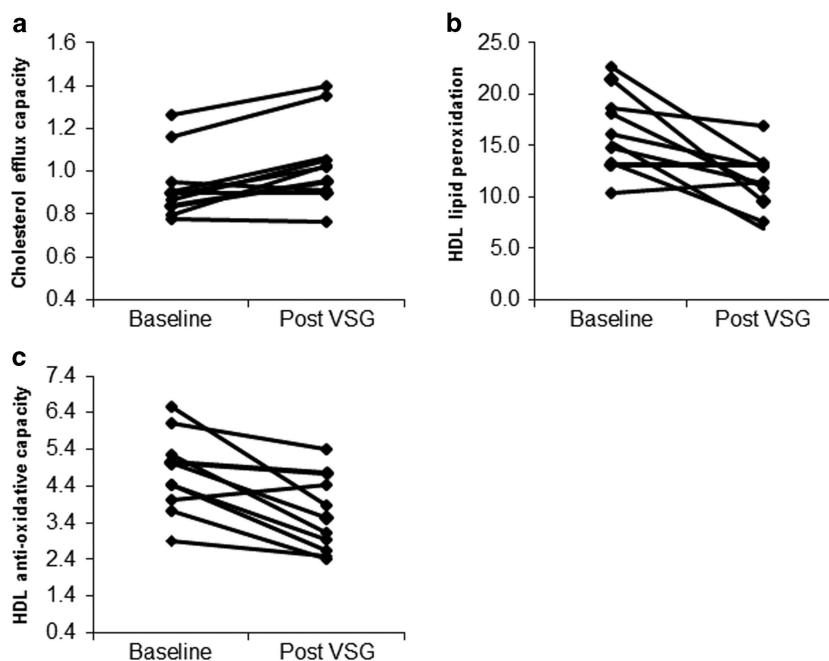 a
Cholesterol efflux capacity
1.6
1.4
1.2
1.0
0.8
0.6
0.4
Baseline Post VSG
b
HDL lipid peroxidation
25.0
20.0
15.0
10.0
5.0
0.0
Baseline Post VSG
c
HDL anti-oxidative capacity
7.4
6.4
5.4
4.4
3.4
2.4
1.4
0.4
Baseline Post VSG